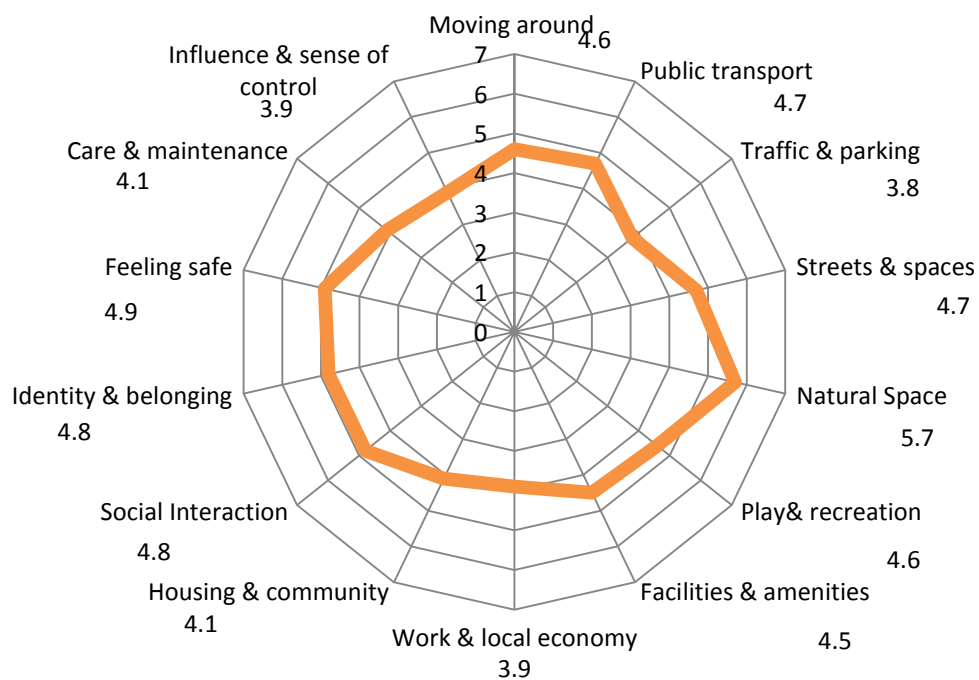 Moving around
4.6
Public transport
4.7
Traffic & parking
3.8
Streets & spaces
4.7
Natural Space
5.7
Play& recreation
4.6
Facilities & amenities
4.5
Work & local economy
3.9
Housing & community
4.1
Social Interaction
4.8
Identity & belonging
4.8
Feeling safe
4.9
Care & maintenance
4.1
Influence & sense of
control
3.9
7
6
5
4
3
2
1
0